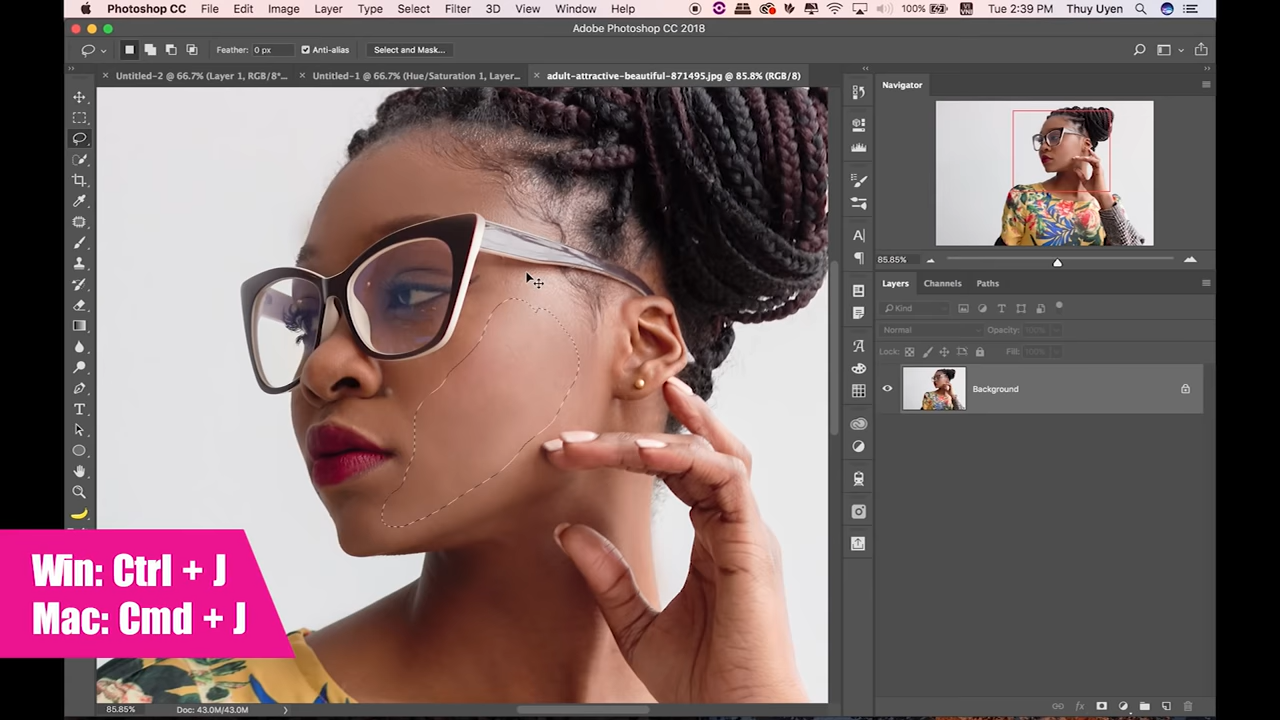 Photoshop CC File Edit Image Layer Type Select Filter 3D View Window Help 100% Tue 2:39 PM Thuy Uyen
Adobe Photoshop CC 2018
Feather: 0 px Anti-alias Select and Mask...
Untitled-2 @ 66.7% (Layer 1, RGB/8*... Untitled-1 @ 66.7% (Hue/Saturation 1, Layer... adult-attractive-beautiful-871495.jpg @ 85.8% (RGB/8)
Navigator
85.85%
Layers Channels Paths
Kind
Normal Opacity: 100%
Lock: Fill: 100%
Background
Win: Ctrl + J
Mac: Cmd + J
85.85% Doc: 43.0M/43.0M